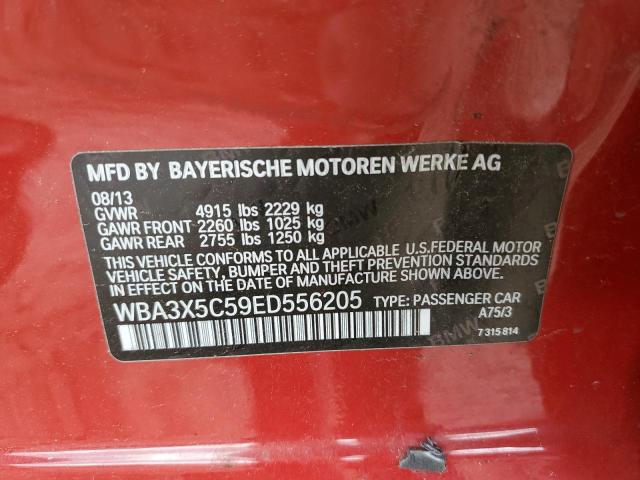 MFD BY BAYERISCHE MOTOREN WERKE AG
08/13
GVWR 4915 lbs 2229 kg
GAWR FRONT 2260 lbs 1025 kg
GAWR REAR 2755 lbs 1250 kg
THIS VEHICLE CONFORMS TO ALL APPLICABLE U.S.FEDERAL MOTOR
VEHICLE SAFETY, BUMPER AND THEFT PREVENTION STANDARDS
IN EFFECT ON THE DATE OF MANUFACTURE SHOWN ABOVE.
WBA3X5C59ED556205 TYPE: PASSENGER CAR
A75/3
7 315 814
BMW
BMW
BMW